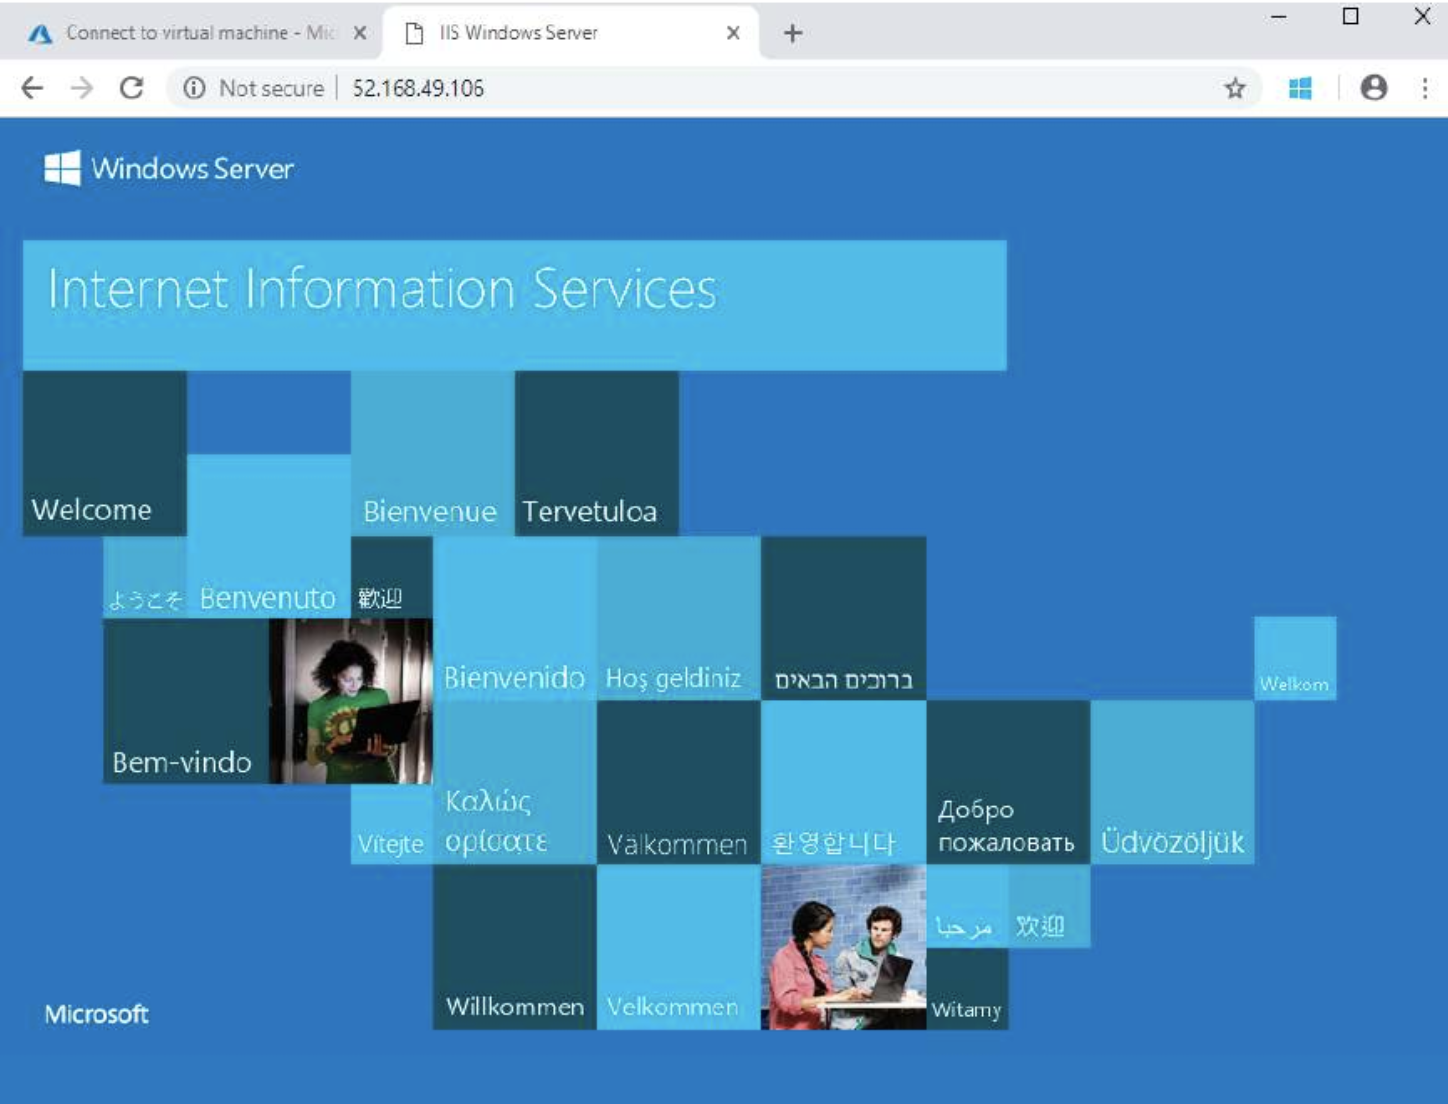 Connect to virtual machine - Mic
IIS Windows Server
Not secure
52.168.49.106
Windows Server
Internet Information Services
Welcome
Bienvenue
Tervetuloa
ようこそ
Benvenuto
歡迎
Bienvenido
Hoş geldiniz
ברוכים הבאים
Welkom
Bem-vindo
Vítejte
Καλώς
ορίσατε
Välkommen
환영합니다
Добро
пожаловать
Üdvözöljük
مرحبا
欢迎
Willkommen
Velkommen
Witamy
Microsoft